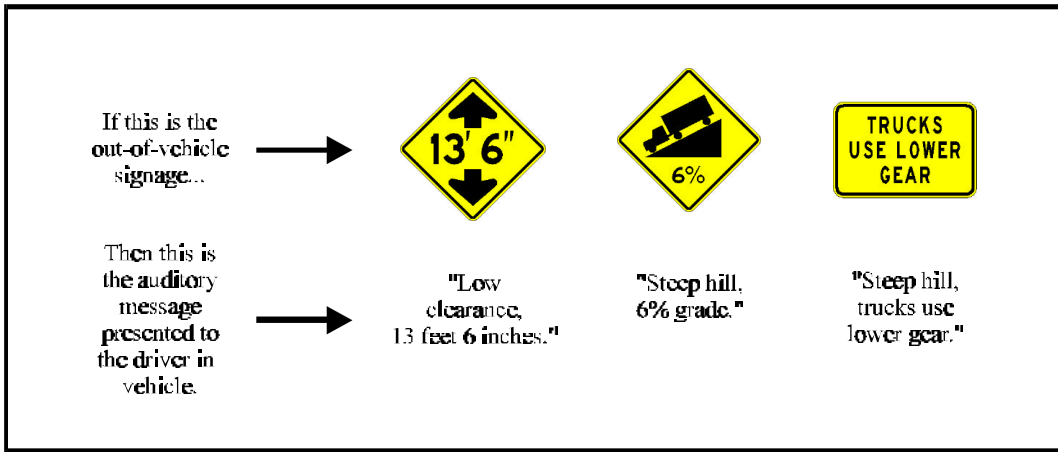 If this is the
out-of-vehicle
signage...
13' 6"
6%
TRUCKS
USE LOWER
GEAR
Then this is
the auditory
message
presented to
the driver in
vehicle.
"Low
clearance,
13 feet 6 inches."
"Steep hill,
6% grade."
"Steep hill,
trucks use
lower gear."